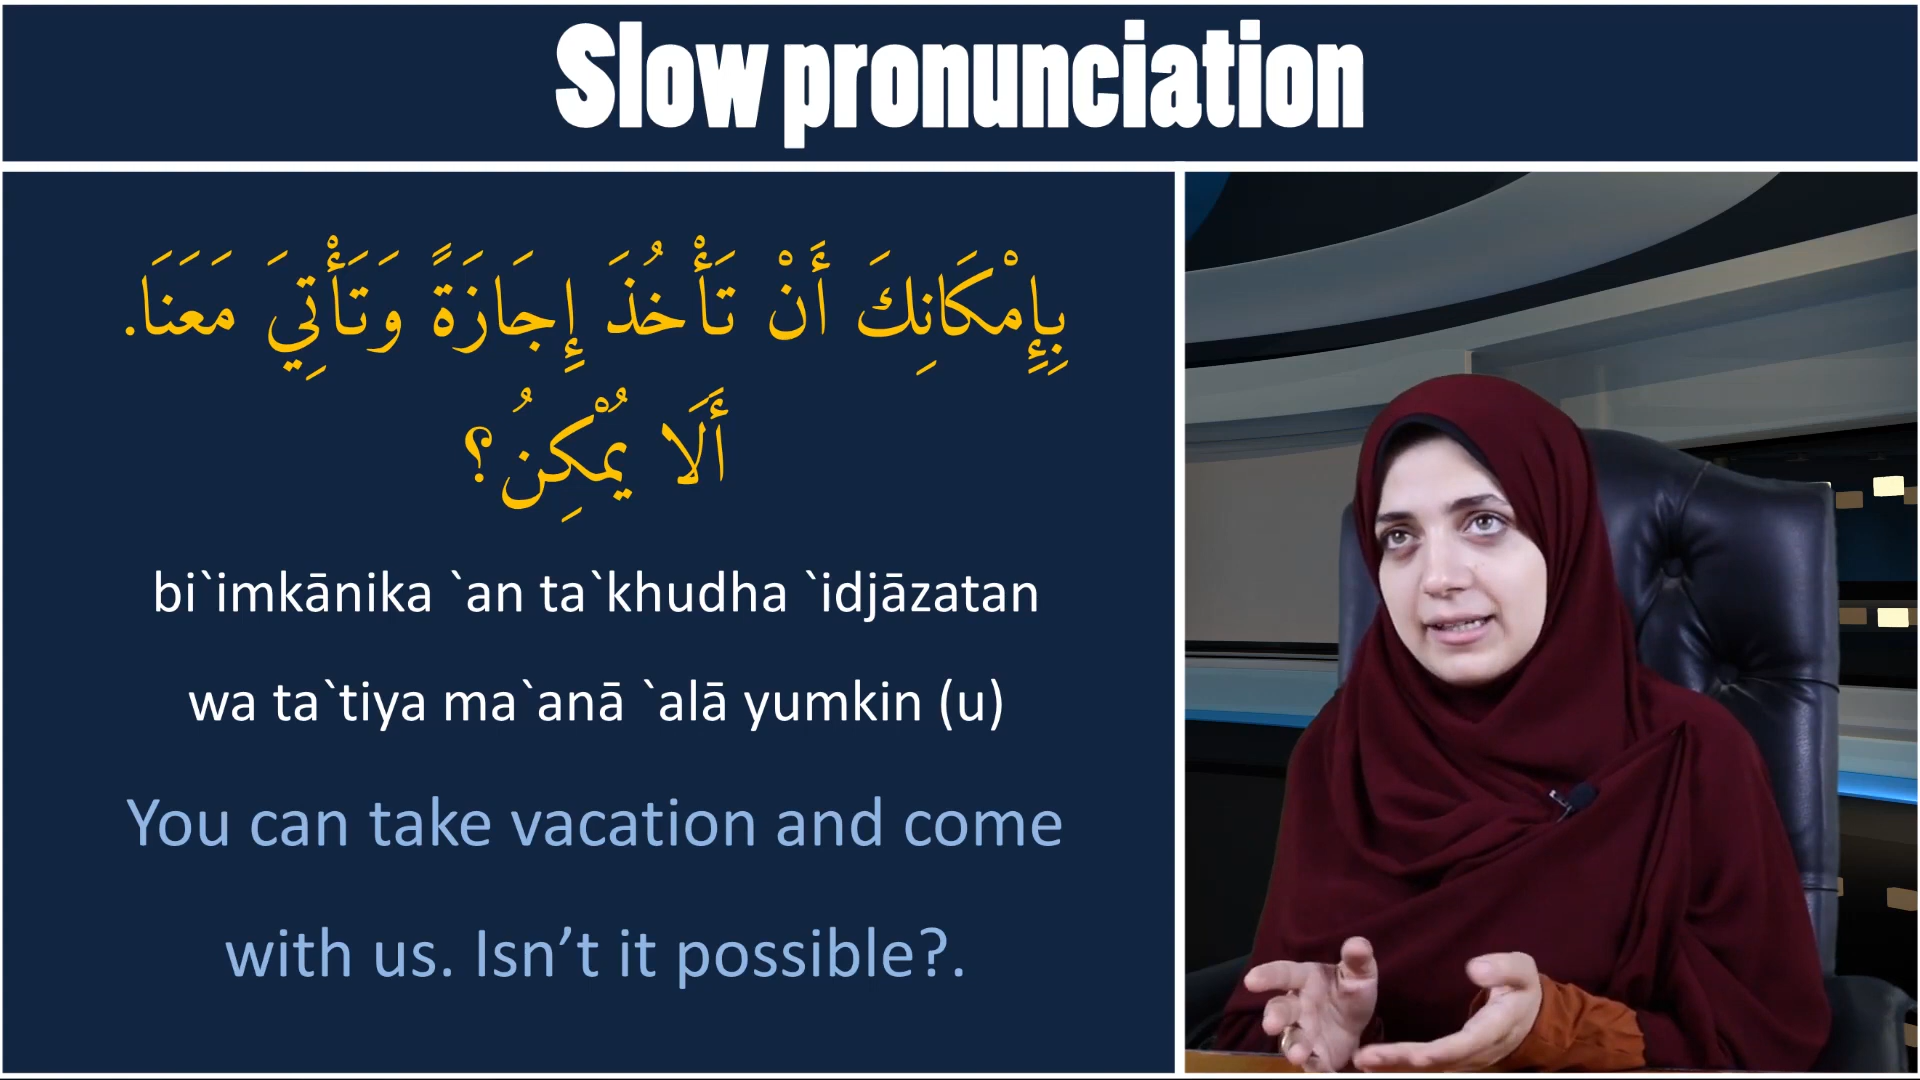 Slow pronunciation
بِإِمْكَانِكَ أَنْ تَأْخُذَ إِجَازَةً وَتَأْتِيَ مَعَنَا.
أَلَا يُمْكِنُ؟
bi`imkānika `an ta`khudha `idjāzatan
wa ta`tiya ma`anā `alā yumkin (u)
You can take vacation and come
with us. Isn’t it possible?.